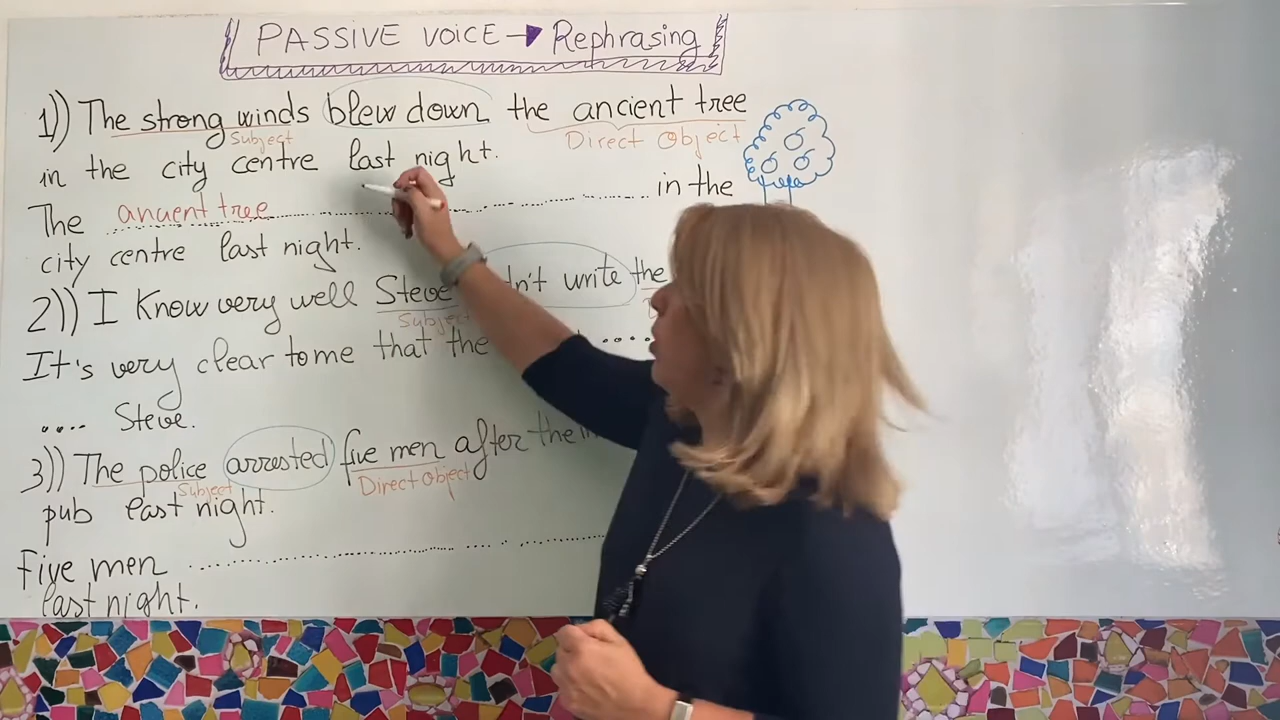 PASSIVE VOICE → Rephrasing
1)) The strong winds blew down the ancient tree
Subject
Direct Object
in the city centre last night.
The ancient tree .......... in the
city centre last night.
2)) I know very well Steve write the
Subject
It's very clear to me that the ....
.... Steve.
3)) The police arrested five men after the
Subject
Direct Object
pub last night.
Five men ..........
last night.